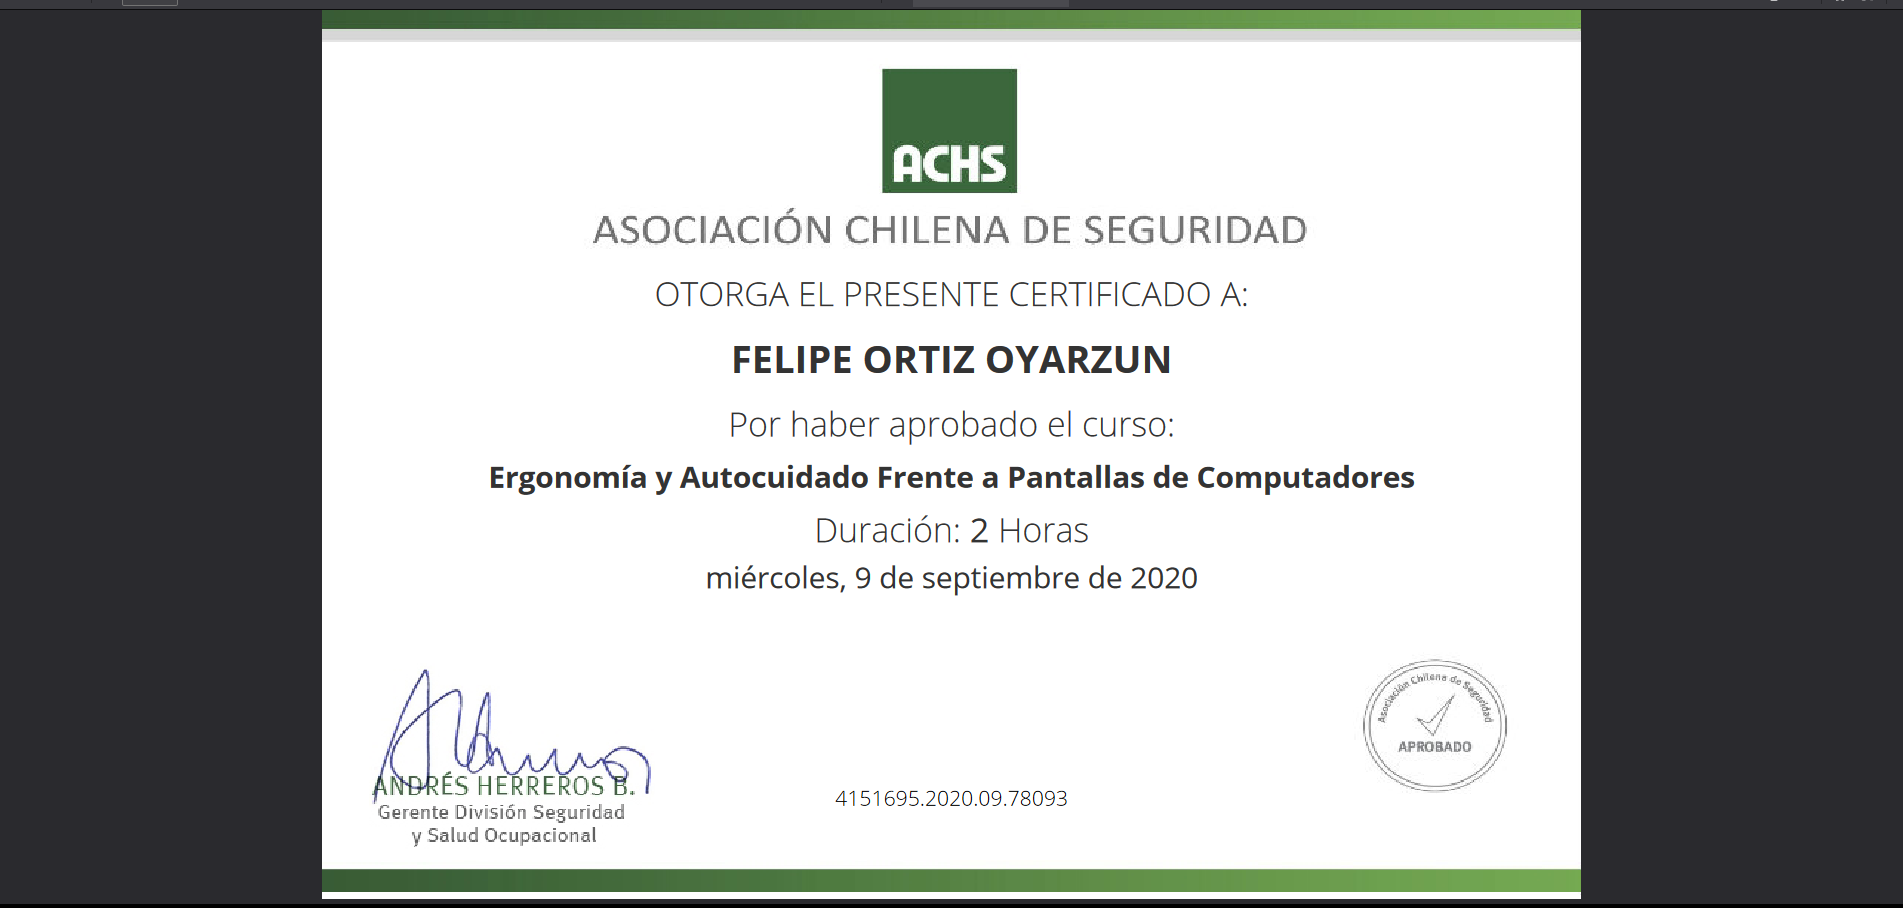 ACHS
ASOCIACIÓN CHILENA DE SEGURIDAD
OTORGA EL PRESENTE CERTIFICADO A:
FELIPE ORTIZ OYARZUN
Por haber aprobado el curso:
Ergonomía y Autocuidado Frente a Pantallas de Computadores
Duración: 2 Horas
miércoles, 9 de septiembre de 2020
ANDRÉS HERREROS B.
Gerente División Seguridad
y Salud Ocupacional
4151695.2020.09.78093
Asociación Chilena de Seguridad
APROBADO